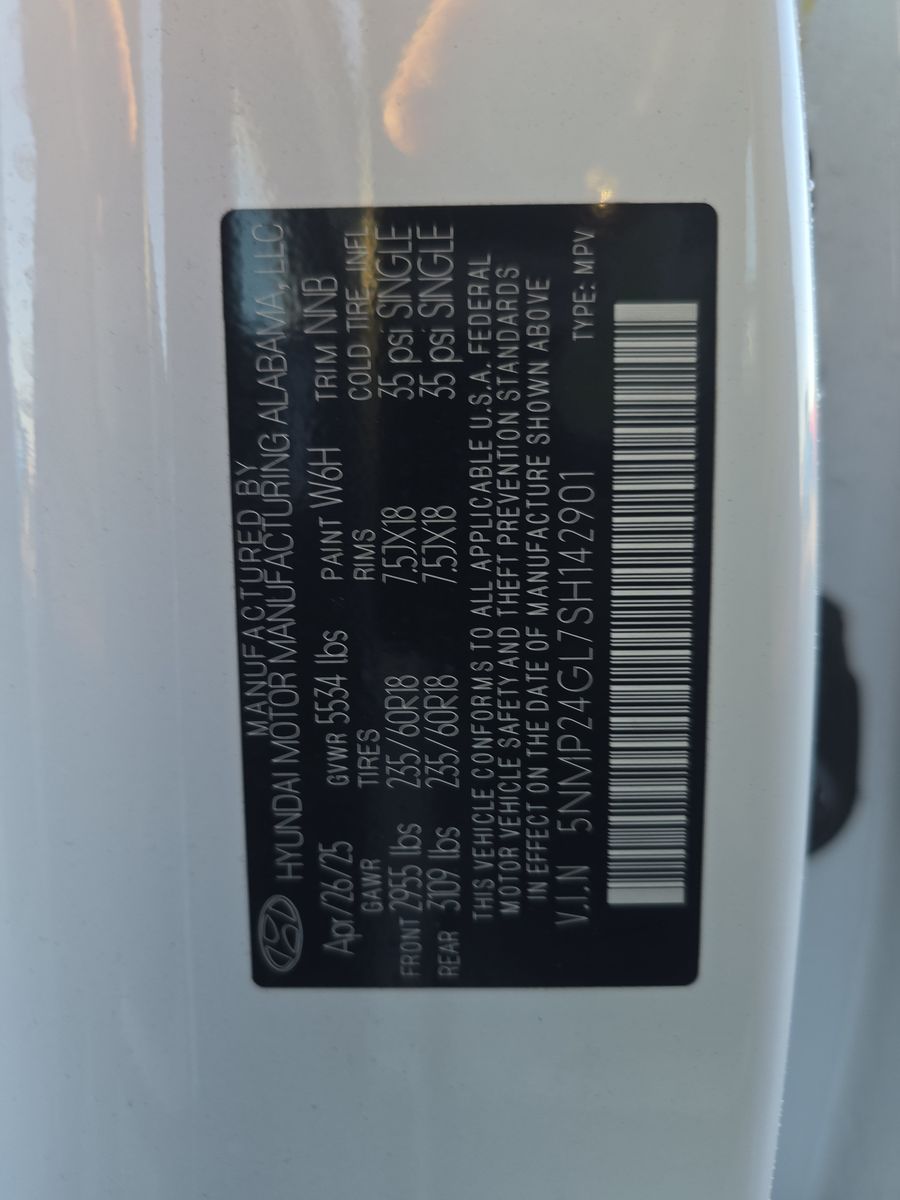 MANUFACTURED BY
HYUNDAI MOTOR MANUFACTURING ALABAMA, LLC
Apr/26/25 GVWR 5534 lbs PAINT W6H TRIM NNB
GAWR TIRES RIMS COLD TIRE INFL
FRONT 2955 lbs 235/60R18 7.5JX18 35 psi SINGLE
REAR 3109 lbs 235/60R18 7.5JX18 35 psi SINGLE
THIS VEHICLE CONFORMS TO ALL APPLICABLE U.S.A. FEDERAL
MOTOR VEHICLE SAFETY AND THEFT PREVENTION STANDARDS
IN EFFECT ON THE DATE OF MANUFACTURE SHOWN ABOVE
V.I.N 5NMP24GL7SH142901 TYPE: MPV